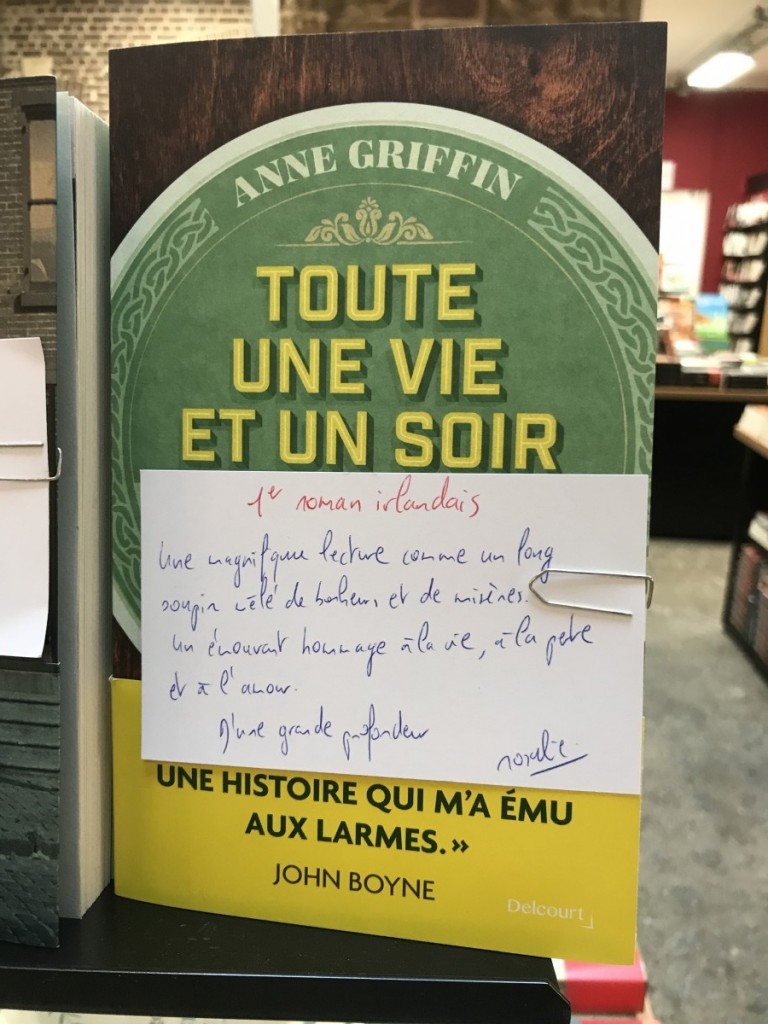 ANNE GRIFFIN
TOUTE
UNE VIE
ET UN SOIR
1er roman irlandais
Une magnifique lecture comme un long
soupir mêlé de bonheurs et de misères.
Un émouvant hommage à la vie, à la perte
et à l'amour.
D'une grande profondeur
rosalie
UNE HISTOIRE QUI M'A ÉMU
AUX LARMES.»
JOHN BOYNE
Delcourt